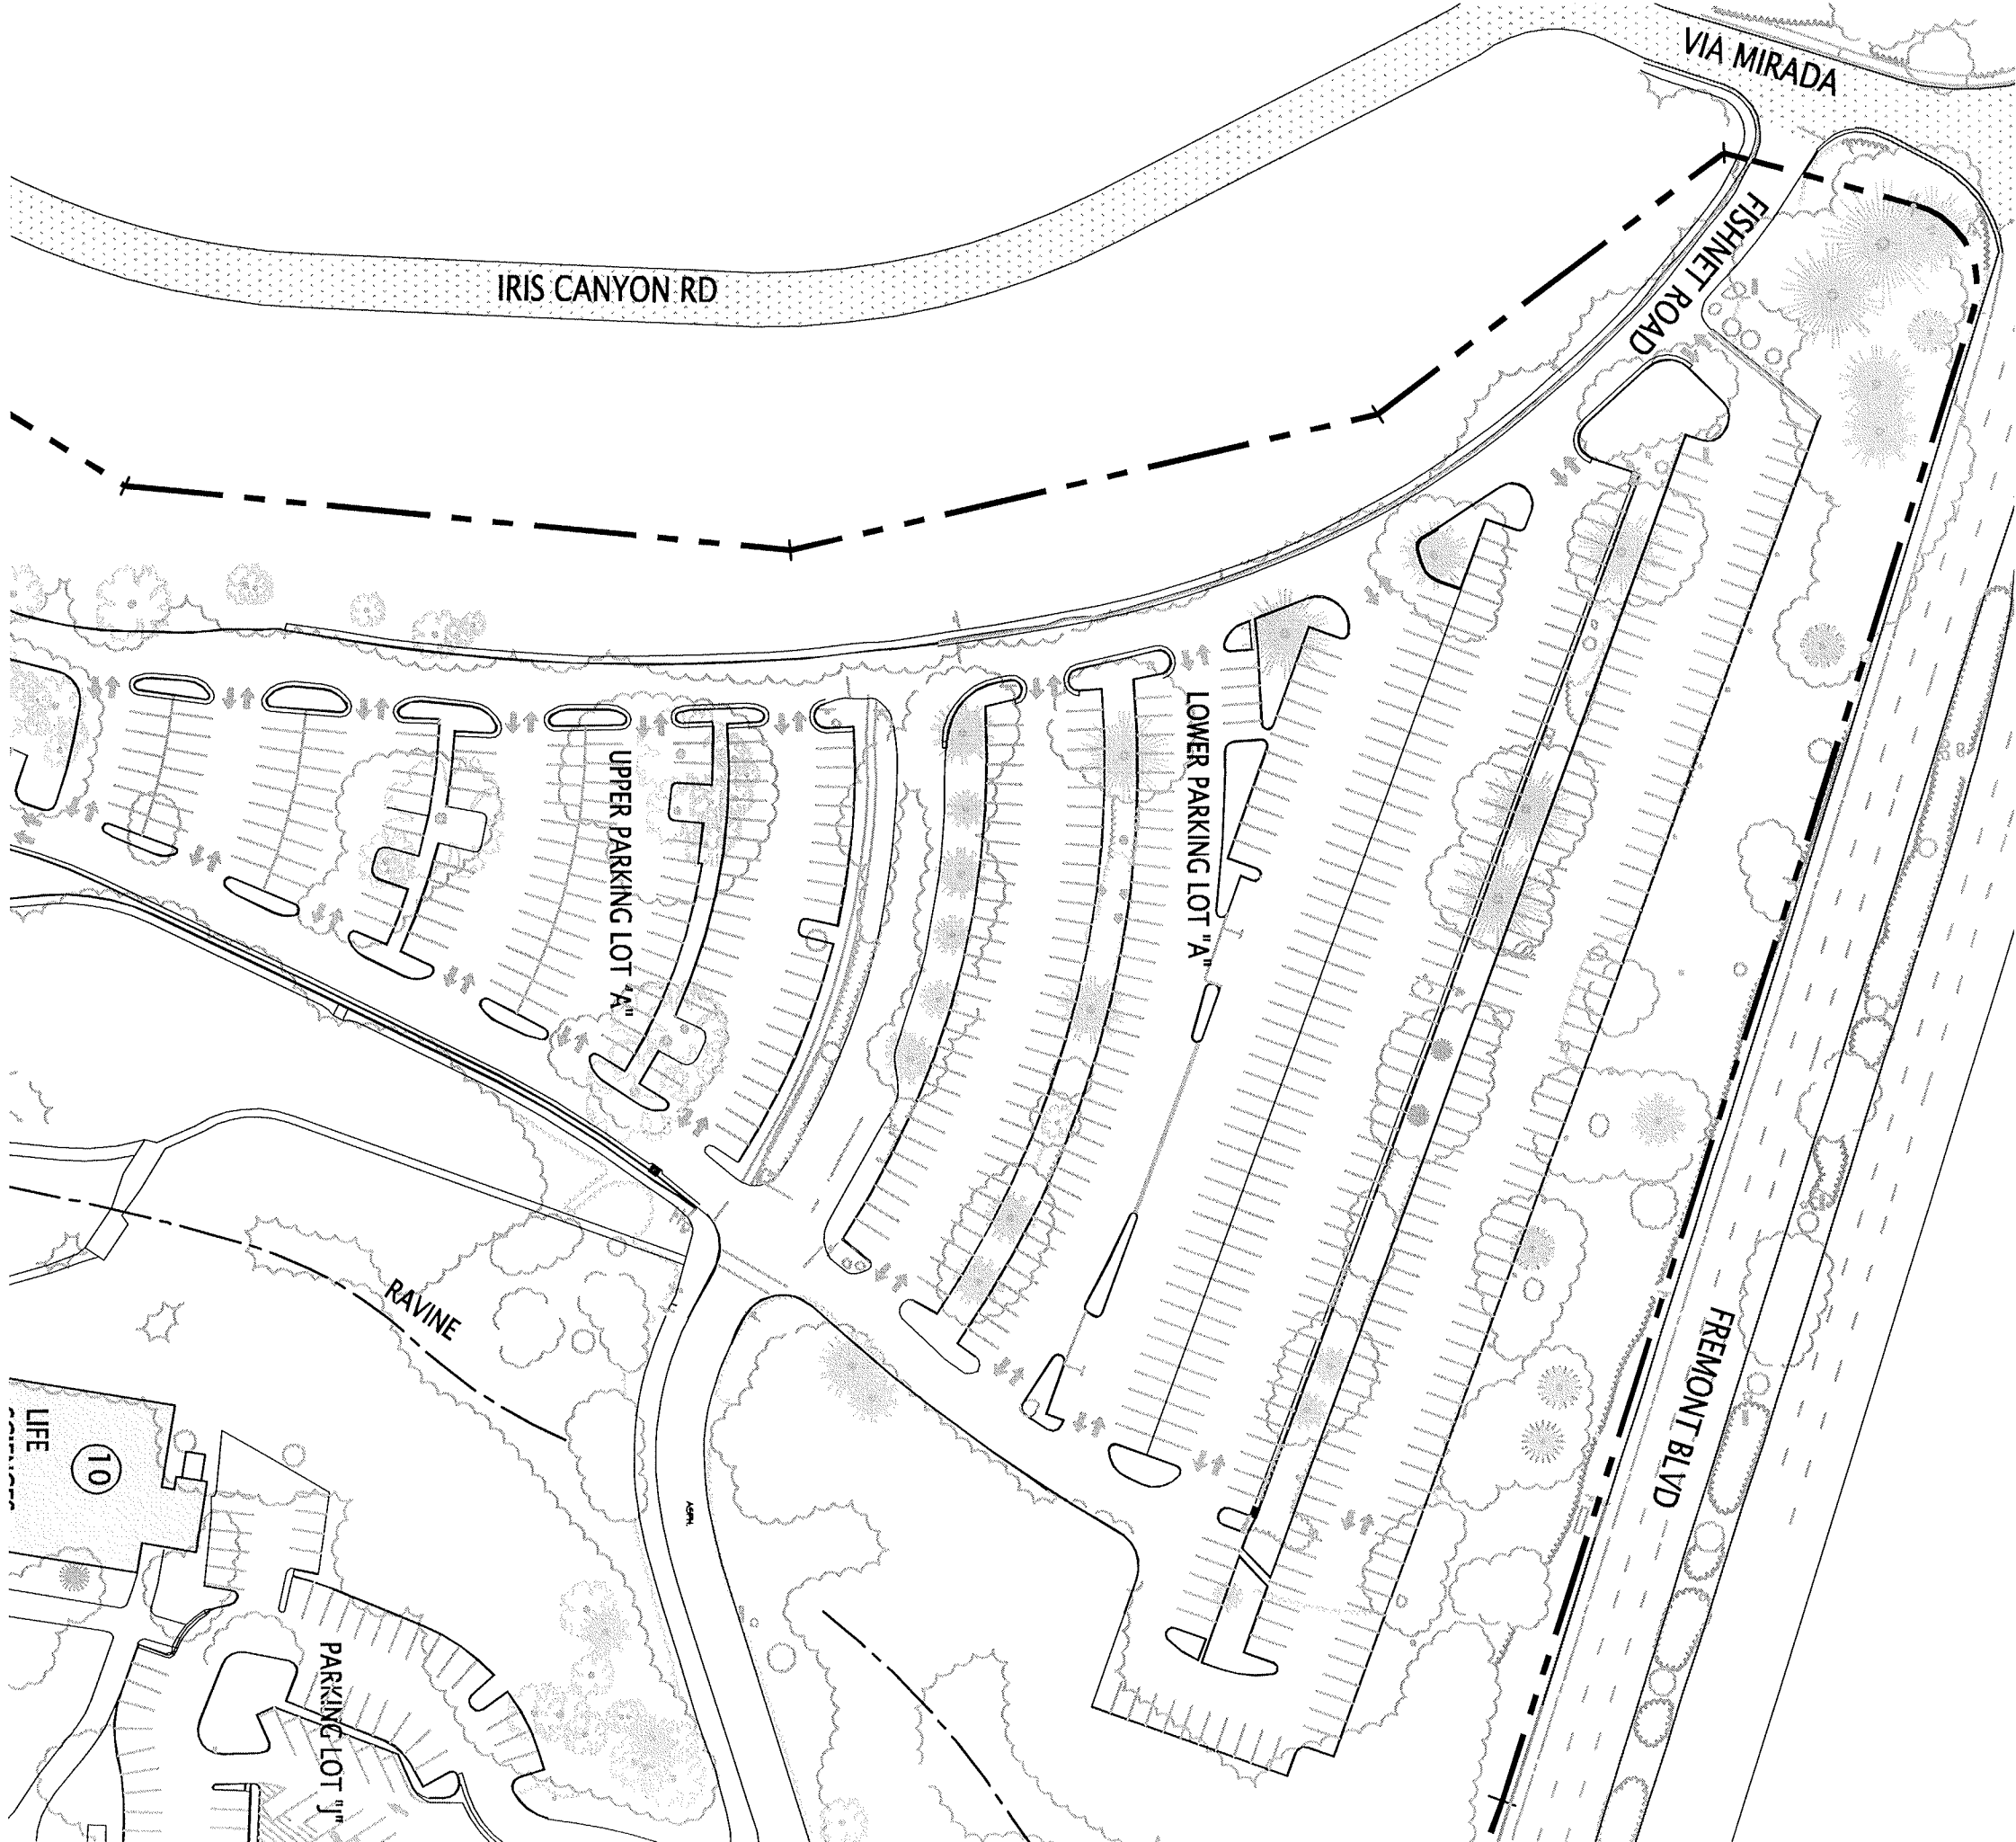 VIA MIRADA
FISHNET ROAD
IRIS CANYON RD
LOWER PARKING LOT "A"
UPPER PARKING LOT "A"
RAVINE
FREMONT BLVD
LIFE
10
ASPH.
PARKING LOT "J"